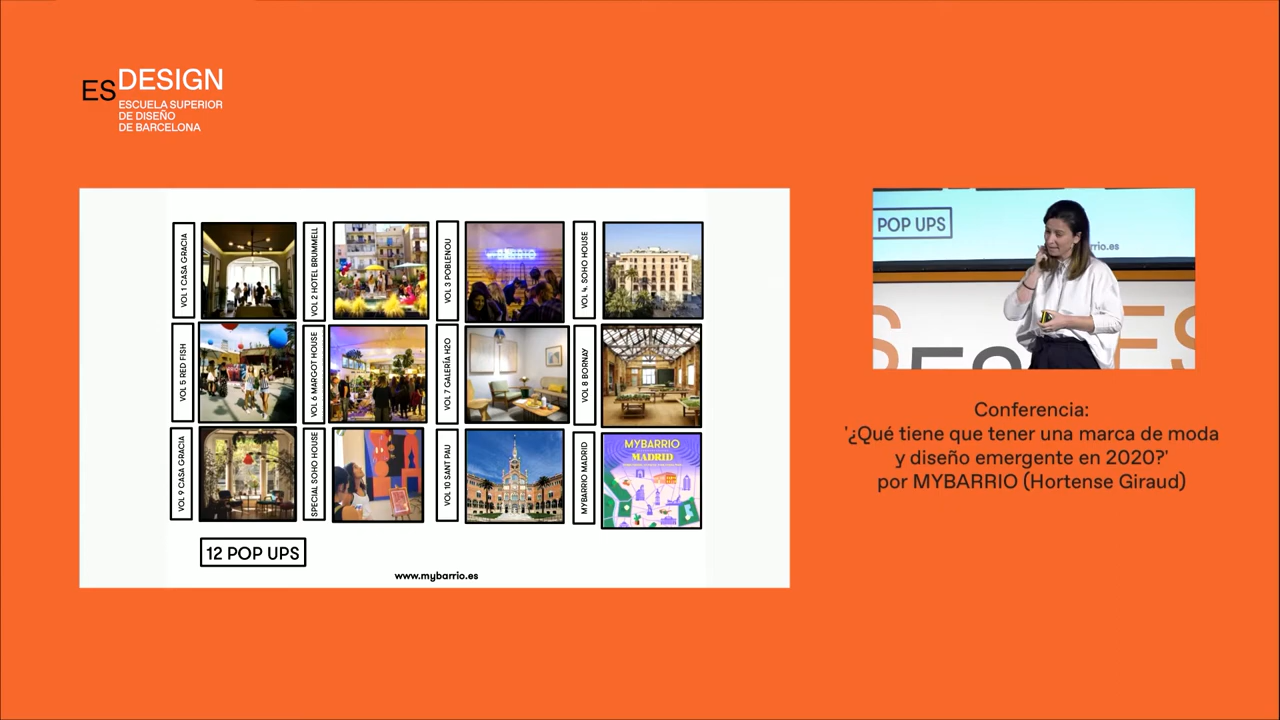 ESDESIGN
ESCUELA SUPERIOR
DE DISEÑO
DE BARCELONA
VOL 1 CASA GRACIA
VOL 2 HOTEL BRUMMELL
VOL 3 POBLENOU
VOL 4. SOHO HOUSE
VOL 5 RED FISH
VOL 6 MARGOT HOUSE
VOL 7 GALERÍA H2O
VOL 8 BORNAY
VOL 9 CASA GRACIA
SPECIAL SOHO HOUSE
VOL 10 SANT PAU
MYBARRIO MADRID
MYBARRIO
MADRID
12 POP UPS
www.mybarrio.es
POP UPS
rrio.es
ES
ES
Conferencia:
'¿Qué tiene que tener una marca de moda
y diseño emergente en 2020?'
por MYBARRIO (Hortense Giraud)